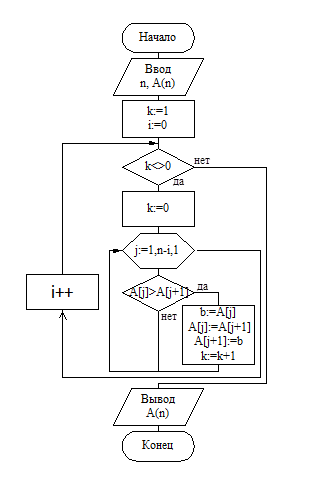 Начало
Ввод
n, A(n)
k:=1
i:=0
k<>0
нет
да
k:=0
j:=1,n-i,1
A[j]>A[j+1]
да
нет
b:=A[j]
A[j]:=A[j+1]
A[j+1]:=b
k:=k+1
i++
Вывод
A(n)
Конец